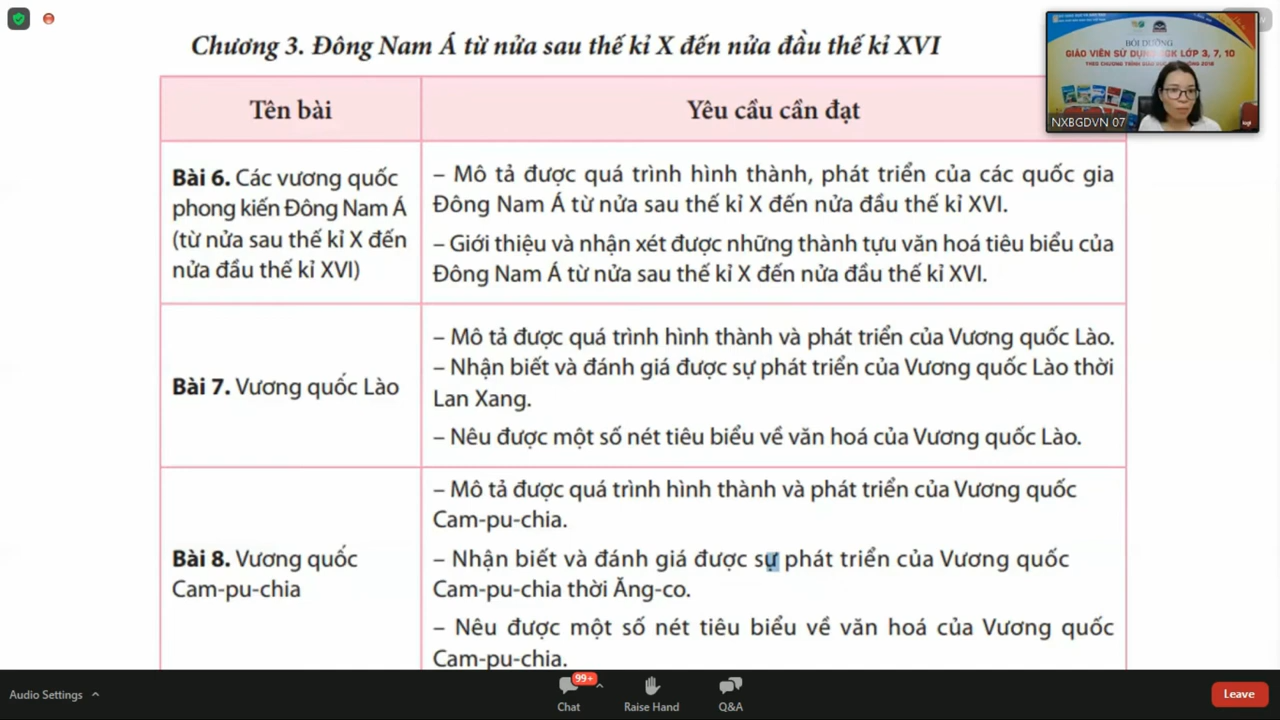 Chương 3. Đông Nam Á từ nửa sau thế kỉ X đến nửa đầu thế kỉ XVI
Tên bài
Yêu cầu cần đạt
Bài 6. Các vương quốc
phong kiến Đông Nam Á
(từ nửa sau thế kỉ X đến
nửa đầu thế kỉ XVI)
– Mô tả được quá trình hình thành, phát triển của các quốc gia
Đông Nam Á từ nửa sau thế kỉ X đến nửa đầu thế kỉ XVI.
– Giới thiệu và nhận xét được những thành tựu văn hoá tiêu biểu của
Đông Nam Á từ nửa sau thế kỉ X đến nửa đầu thế kỉ XVI.
Bài 7. Vương quốc Lào
– Mô tả được quá trình hình thành và phát triển của Vương quốc Lào.
– Nhận biết và đánh giá được sự phát triển của Vương quốc Lào thời
Lan Xang.
– Nêu được một số nét tiêu biểu về văn hoá của Vương quốc Lào.
Bài 8. Vương quốc
Cam-pu-chia
– Mô tả được quá trình hình thành và phát triển của Vương quốc
Cam-pu-chia.
– Nhận biết và đánh giá được sự phát triển của Vương quốc
Cam-pu-chia thời Ăng-co.
– Nêu được một số nét tiêu biểu về văn hoá của Vương quốc
Cam-pu-chia.
BỒI DƯỠNG
GIÁO VIÊN SỬ DỤNG SGK LỚP 3, 7, 10
NXBGDVN 07
Audio Settings
99+
Chat
Raise Hand
Q&A
Leave